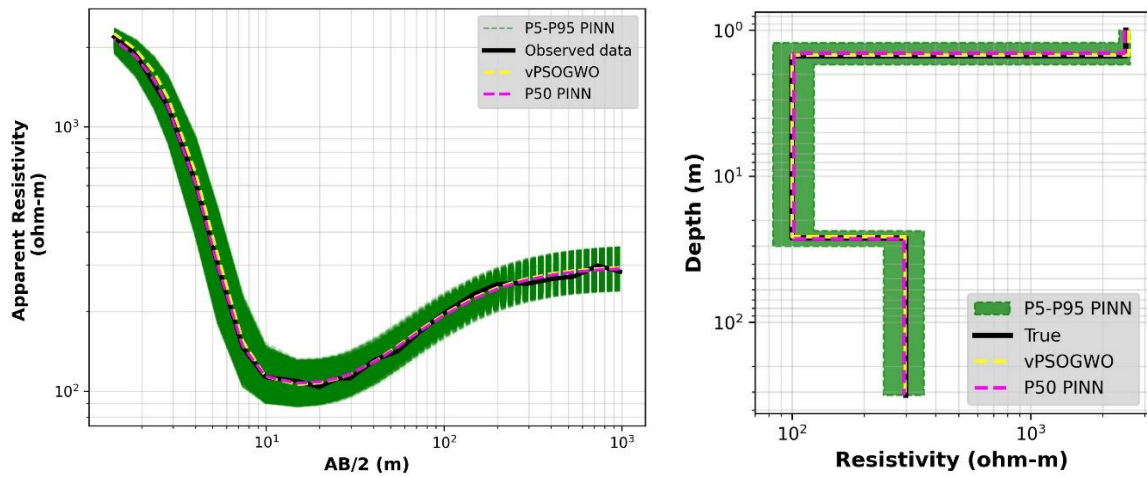 P5-P95 PINN
Observed data
vPSOGWO
P50 PINN
Apparent Resistivity
(ohm-m)
10³
10²
10¹
10²
10³
AB/2 (m)
P5-P95 PINN
True
vPSOGWO
P50 PINN
Depth (m)
10⁰
10¹
10²
10²
10³
Resistivity (ohm-m)